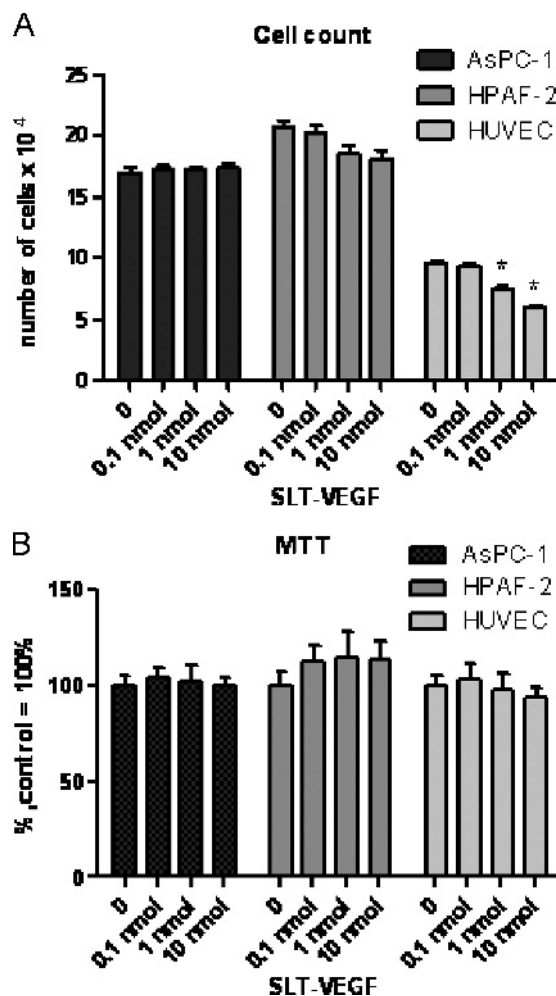 A
Cell count
AsPC-1
HPAF-2
HUVEC
number of cells x 10⁻⁴
25
20
15
10
5
0
* *
0 0.1 nmol 1 nmol 10 nmol 0 0.1 nmol 1 nmol 10 nmol 0 0.1 nmol 1 nmol 10 nmol
SLT-VEGF
B
MTT
AsPC-1
HPAF-2
HUVEC
% ,control = 100%
150
100
50
0
0 0.1 nmol 1 nmol 10 nmol 0 0.1 nmol 1 nmol 10 nmol 0 0.1 nmol 1 nmol 10 nmol
SLT-VEGF